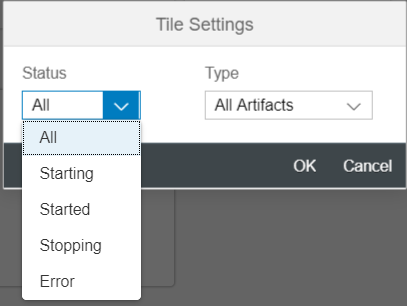 Tile Settings
Status Type
All All Artifacts
All
Starting
OK Cancel
Started
Stopping
Error